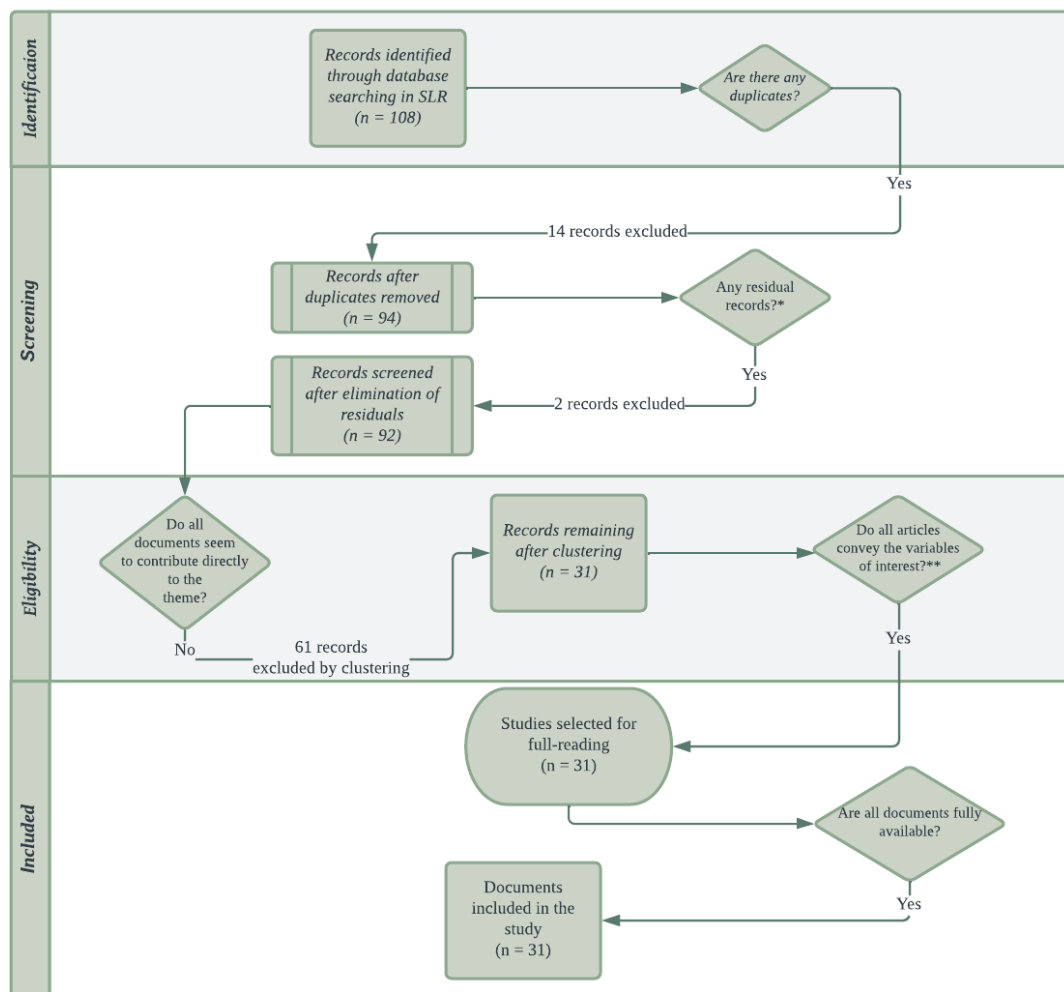 Identificaion
Records identified
through database
searching in SLR
(n = 108)
Are there any
duplicates?
Yes
Screening
14 records excluded
Records after
duplicates removed
(n = 94)
Any residual
records?*
Yes
2 records excluded
Records screened
after elimination of
residuals
(n = 92)
Eligibility
Do all
documents seem
to contribute directly
to the
theme?
No
61 records
excluded by clustering
Records remaining
after clustering
(n = 31)
Do all articles
convey the variables
of interest?**
Yes
Included
Studies selected for
full-reading
(n = 31)
Are all documents fully
available?
Yes
Documents
included in the
study
(n = 31)